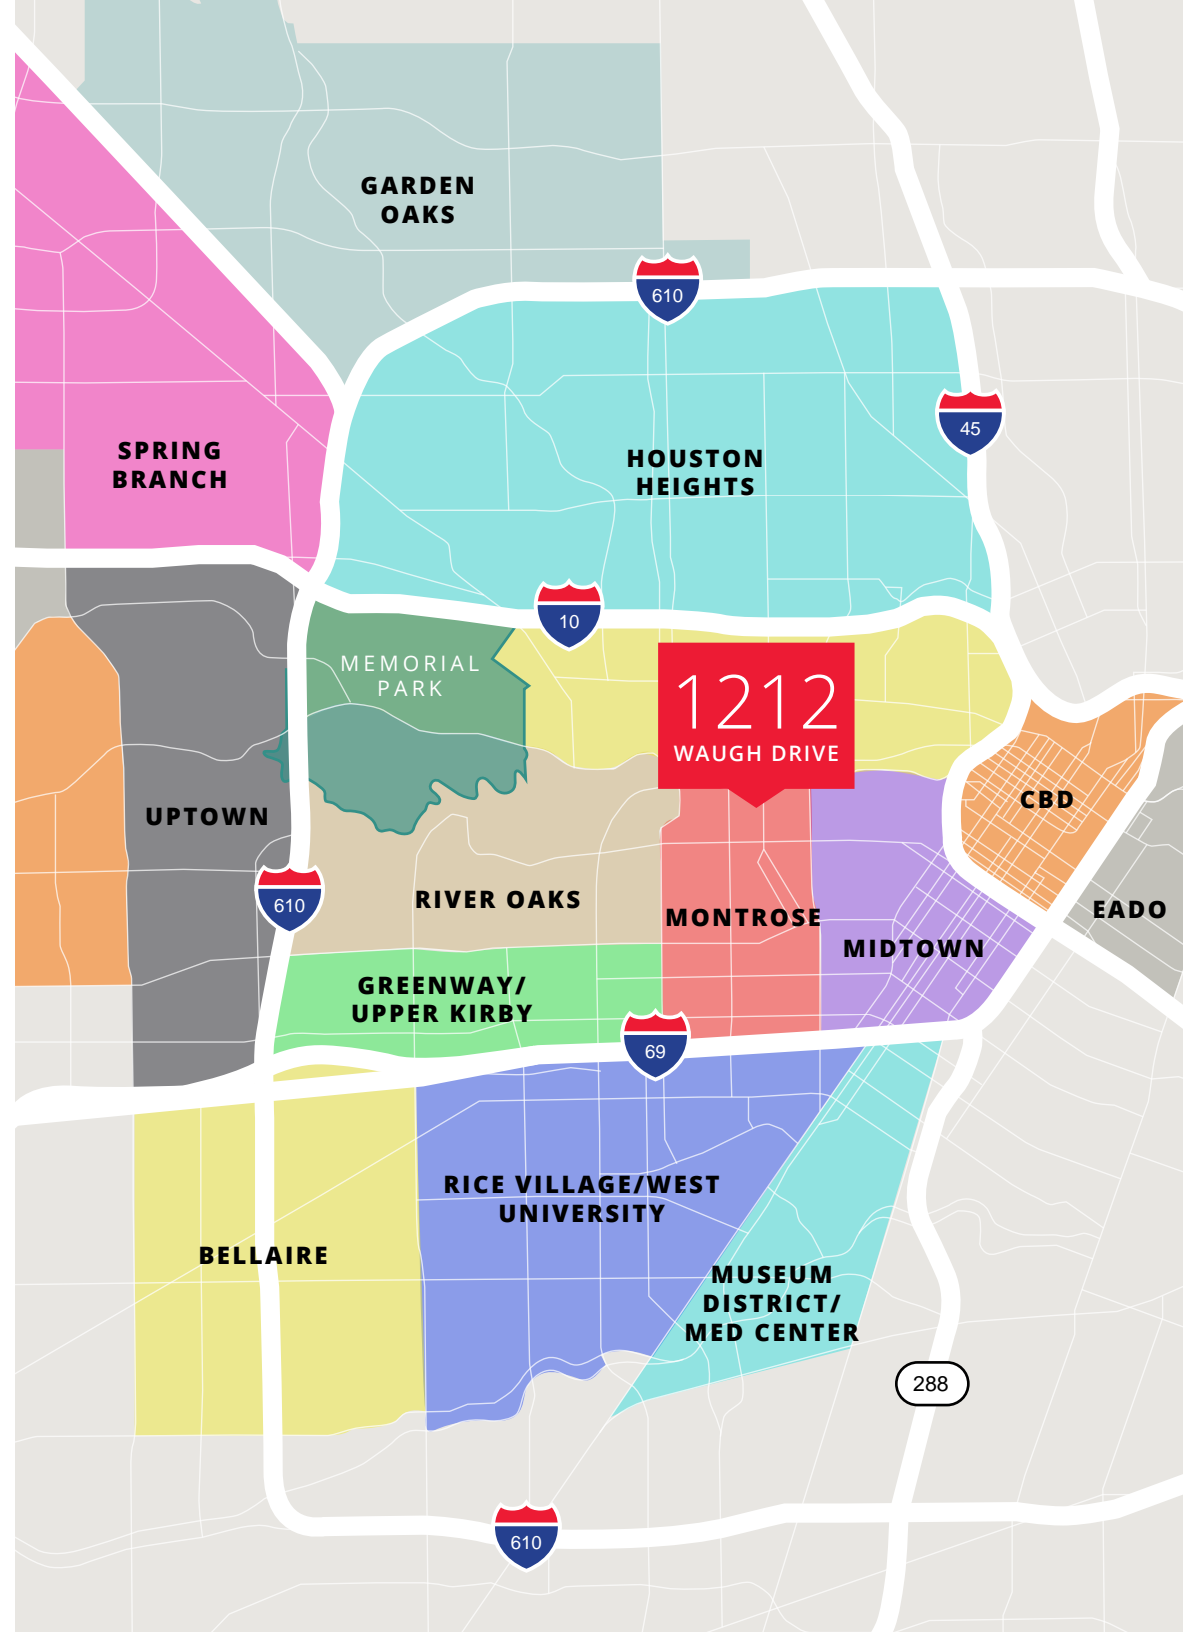 GARDEN
OAKS
610
45
SPRING
BRANCH
HOUSTON
HEIGHTS
10
MEMORIAL
PARK
1212
WAUGH DRIVE
UPTOWN
CBD
610
RIVER OAKS
MONTROSE
EADO
MIDTOWN
GREENWAY/
UPPER KIRBY
69
RICE VILLAGE/WEST
UNIVERSITY
BELLAIRE
MUSEUM
DISTRICT/
MED CENTER
288
610